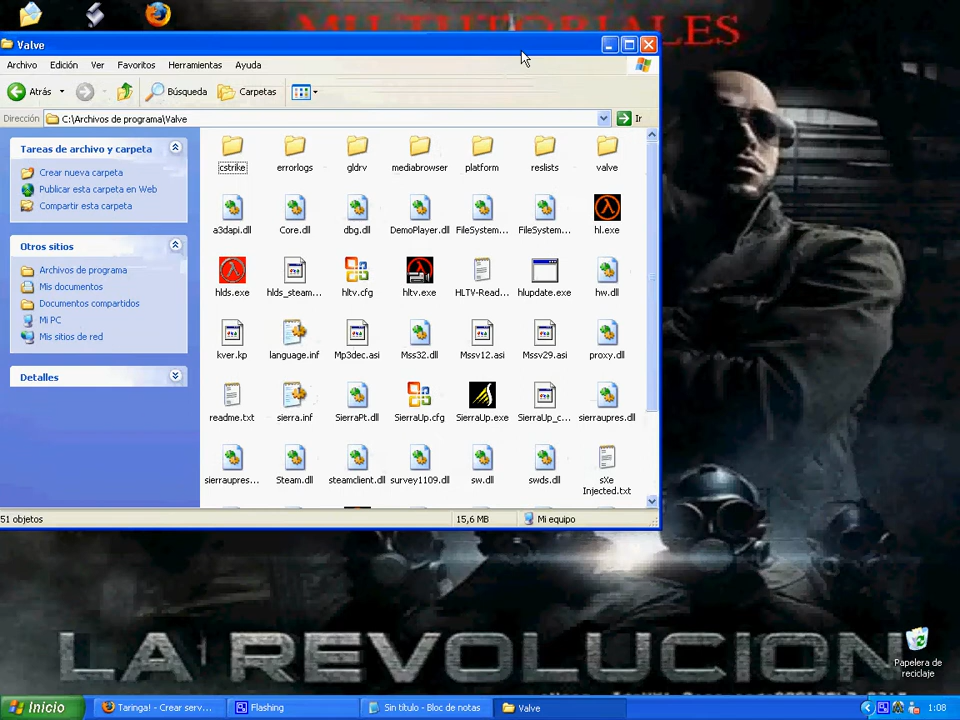 MUTITORIALES
Valve
Archivo Edición Ver Favoritos Herramientas Ayuda
Atrás Búsqueda Carpetas
Dirección C:\Archivos de programa\Valve Ir
Tareas de archivo y carpeta
Crear nueva carpeta
Publicar esta carpeta en Web
Compartir esta carpeta
Otros sitios
Archivos de programa
Mis documentos
Documentos compartidos
Mi PC
Mis sitios de red
Detalles
cstrike errorlogs gldrv mediabrowser platform reslists valve
a3dapi.dll Core.dll dbg.dll DemoPlayer.dll FileSystem... FileSystem... hl.exe
hlds.exe hlds_steam... hltv.cfg hltv.exe HLTV-Read... hlupdate.exe hw.dll
kver.kp language.inf Mp3dec.asi Mss32.dll Mssv12.asi Mssv29.asi proxy.dll
readme.txt sierra.inf SierraPt.dll SierraUp.cfg SierraUp.exe SierraUp_c... sierraupres.dll
sierraupres... Steam.dll steamclient.dll survey1109.dll sw.dll swds.dll sXe
Injected.txt
51 objetos 15,6 MB Mi equipo
LA REVOLUCION
Papelera de
reciclaje
Inicio Taringa! - Crear serv... Flashing Sin título - Bloc de notas Valve 1:08